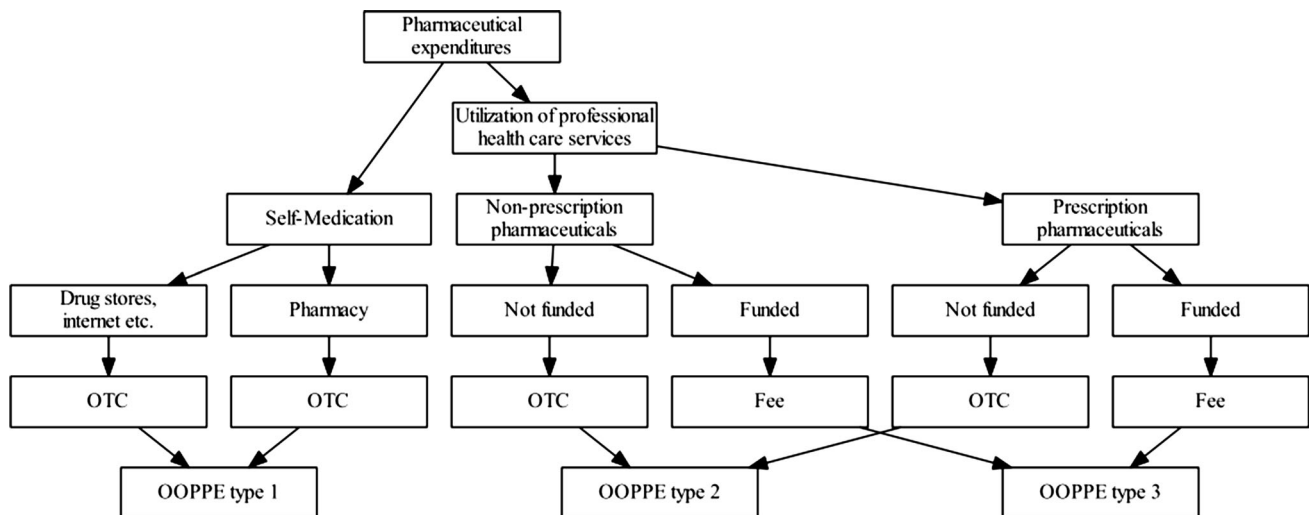 Pharmaceutical
expenditures
Utilization of professional
health care services
Self-Medication
Non-prescription
pharmaceuticals
Prescription
pharmaceuticals
Drug stores,
internet etc.
Pharmacy
Not funded
Funded
Not funded
Funded
OTC
OTC
OTC
Fee
OTC
Fee
OOPPE type 1
OOPPE type 2
OOPPE type 3